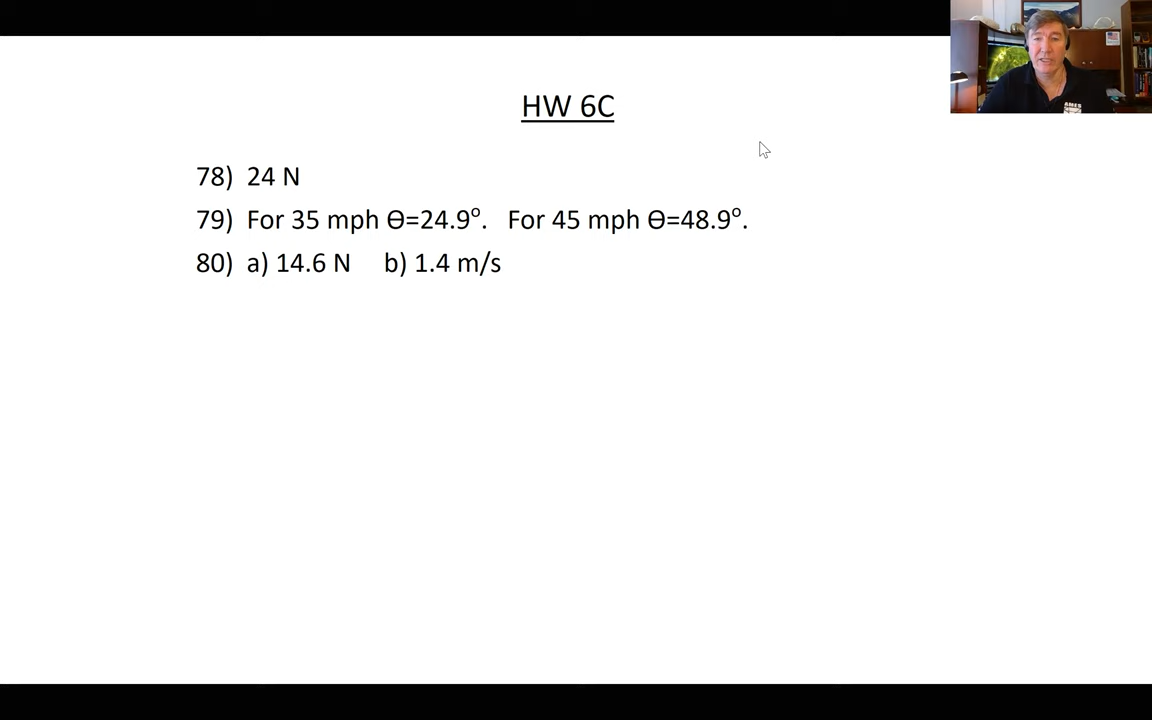 HW 6C
78) 24 N
79) For 35 mph Ө=24.9°. For 45 mph Ө=48.9°.
80) a) 14.6 N b) 1.4 m/s
AMES